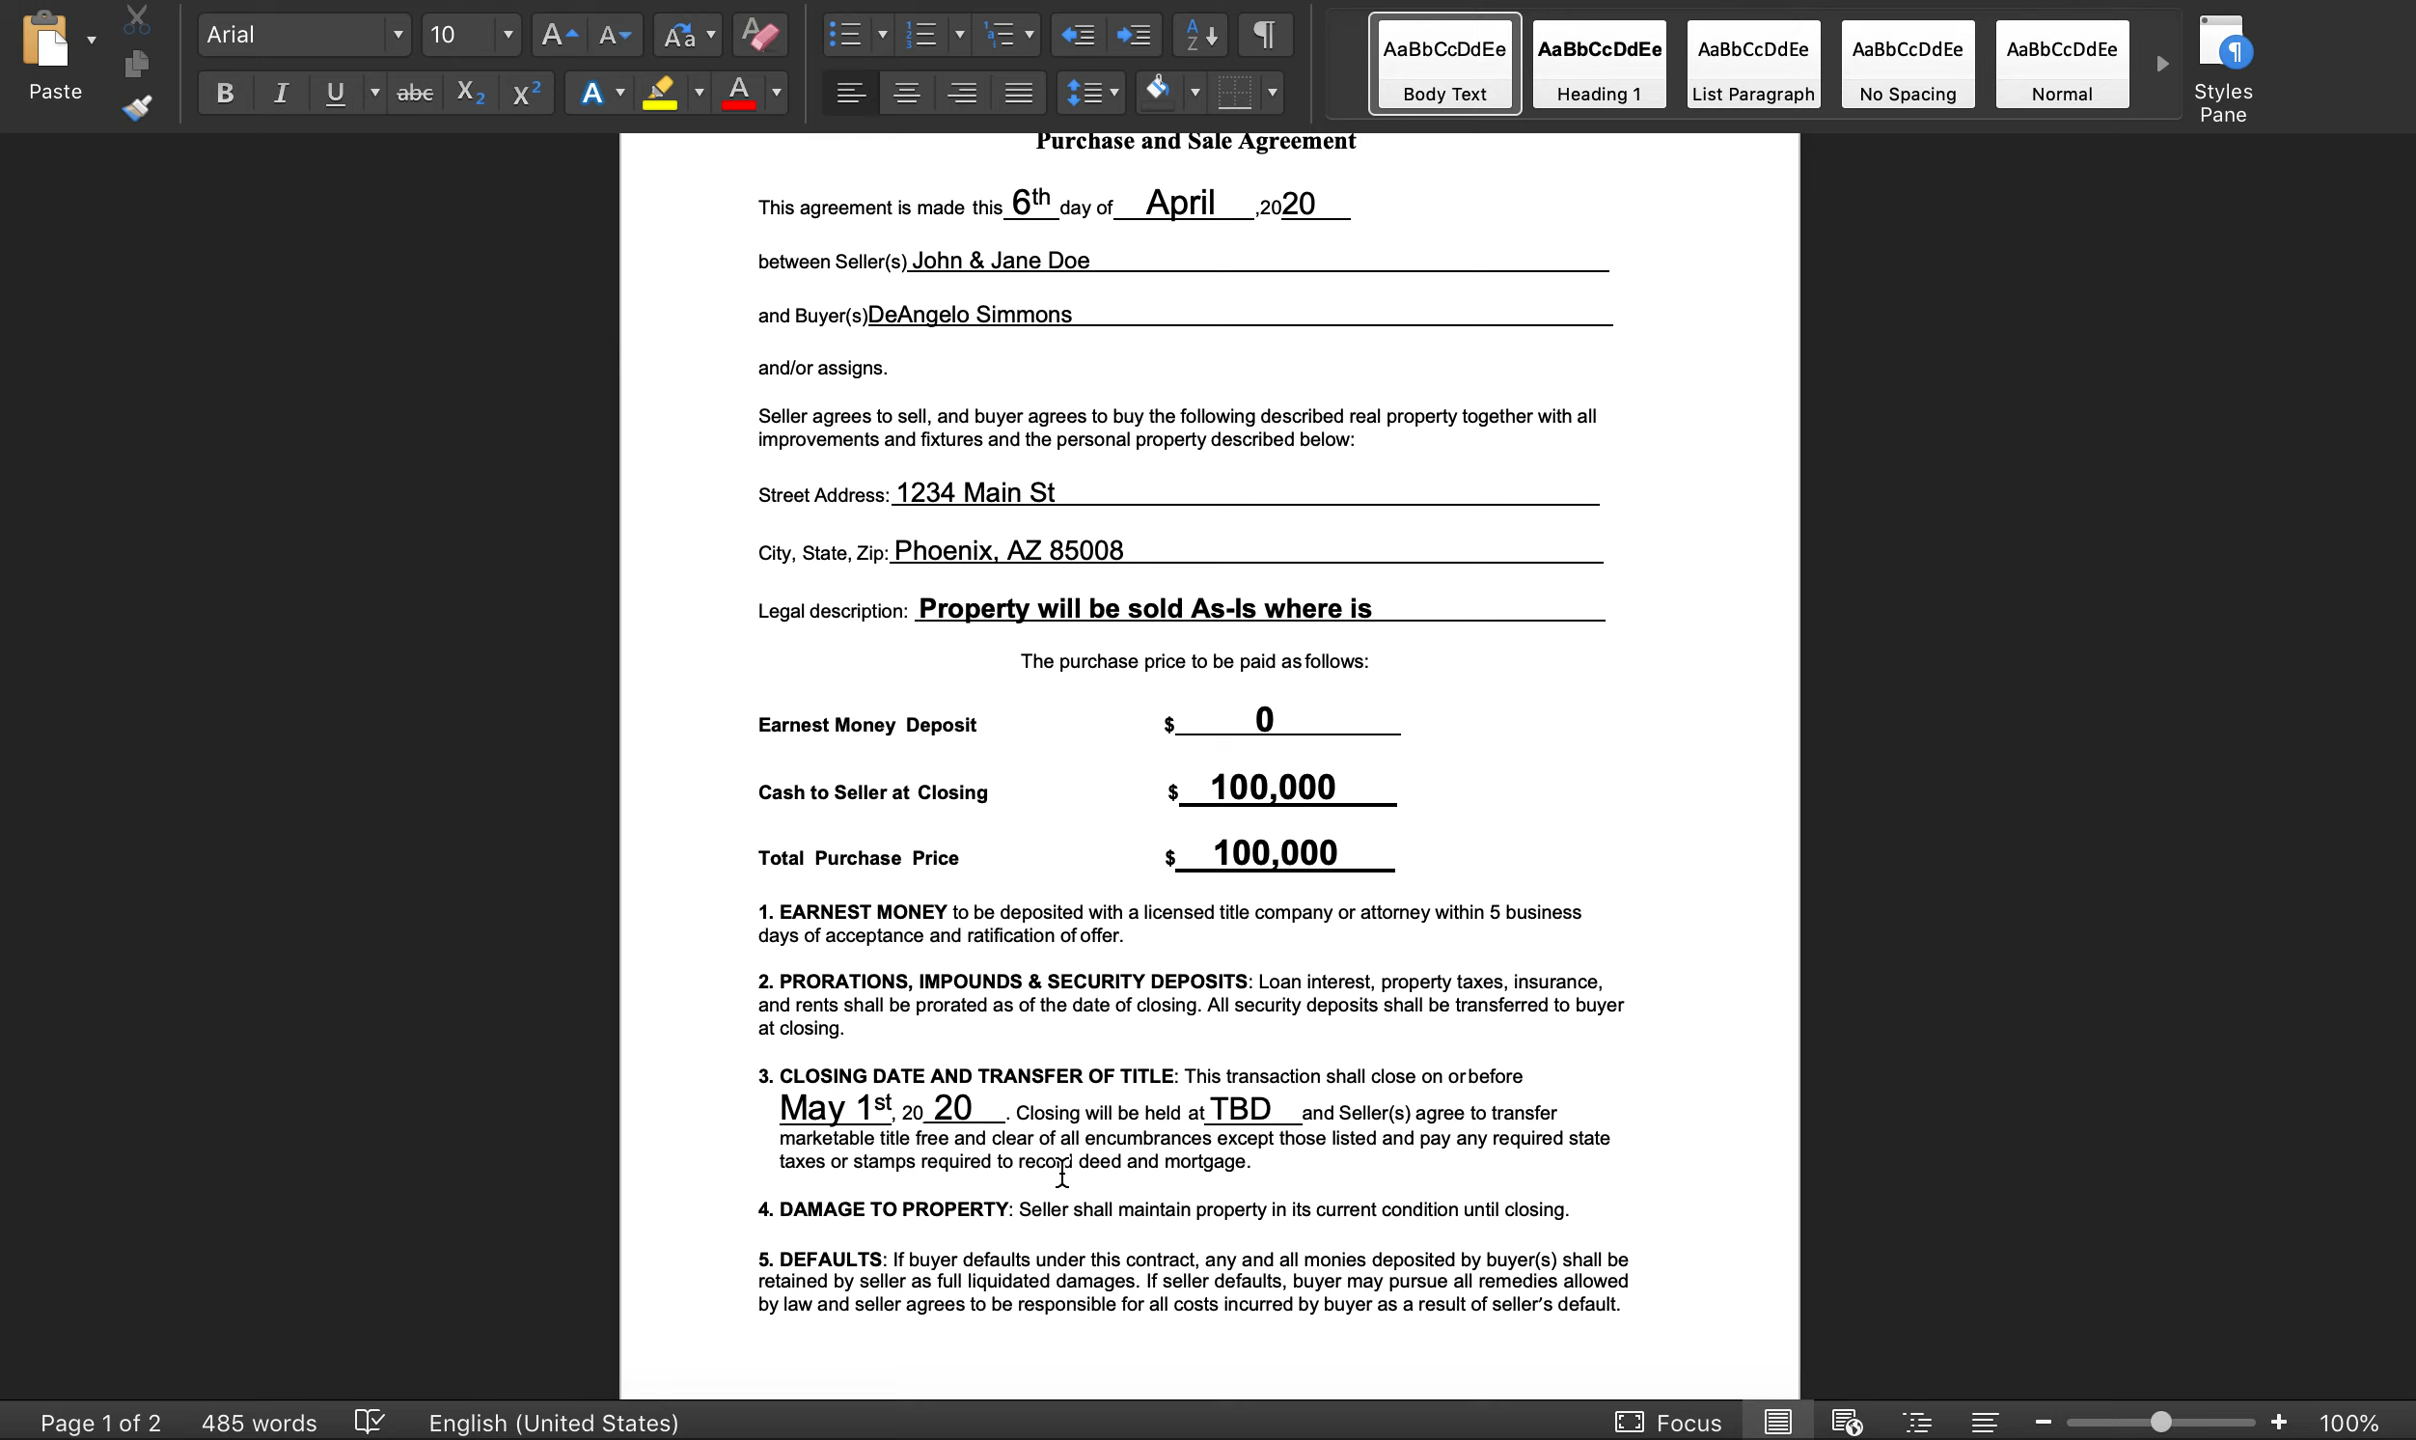 Arial
10
Paste
B I U abc X2 X2 A A
AaBbCcDdEe AaBbCcDdEe AaBbCcDdEe AaBbCcDdEe AaBbCcDdEe
Body Text Heading 1 List Paragraph No Spacing Normal
Styles
Pane
Purchase and Sale Agreement
This agreement is made this 6th day of April ,2020
between Seller(s) John & Jane Doe
and Buyer(s)DeAngelo Simmons
and/or assigns.
Seller agrees to sell, and buyer agrees to buy the following described real property together with all
improvements and fixtures and the personal property described below:
Street Address: 1234 Main St
City, State, Zip: Phoenix, AZ 85008
Legal description: Property will be sold As-Is where is
The purchase price to be paid as follows:
Earnest Money Deposit $ 0
Cash to Seller at Closing $ 100,000
Total Purchase Price $ 100,000
1. EARNEST MONEY to be deposited with a licensed title company or attorney within 5 business
days of acceptance and ratification of offer.
2. PRORATIONS, IMPOUNDS & SECURITY DEPOSITS: Loan interest, property taxes, insurance,
and rents shall be prorated as of the date of closing. All security deposits shall be transferred to buyer
at closing.
3. CLOSING DATE AND TRANSFER OF TITLE: This transaction shall close on or before
May 1st, 20 20 . Closing will be held at TBD and Seller(s) agree to transfer
marketable title free and clear of all encumbrances except those listed and pay any required state
taxes or stamps required to record deed and mortgage.
4. DAMAGE TO PROPERTY: Seller shall maintain property in its current condition until closing.
5. DEFAULTS: If buyer defaults under this contract, any and all monies deposited by buyer(s) shall be
retained by seller as full liquidated damages. If seller defaults, buyer may pursue all remedies allowed
by law and seller agrees to be responsible for all costs incurred by buyer as a result of seller's default.
Page 1 of 2 485 words English (United States) Focus 100%